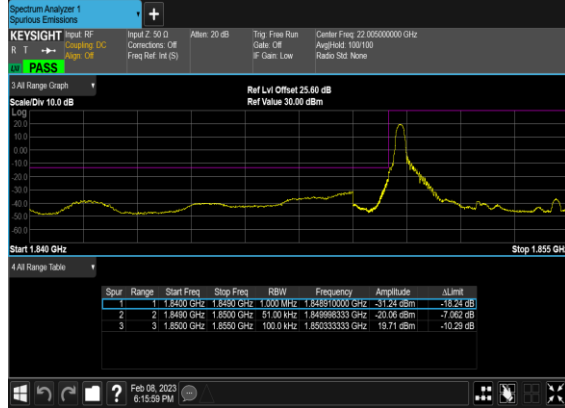 Spectrum Analyzer 1
Spurious Emissions
+
KEYSIGHT Input: RF Input Z: 50 Ω Atten: 20 dB Trig: Free Run Center Freq: 22.005000000 GHz
R T Coupling: DC Corrections: Off Gate: Off Avg|Hold: 100/100
Align: Off Freq Ref: Int (S) IF Gain: Low Radio Std: None
PASS
3 All Range Graph Ref Lvl Offset 25.60 dB
Scale/Div 10.0 dB Ref Value 30.00 dBm
Log
20.0
10.0
0.00
-10.0
-20.0
-30.0
-40.0
-50.0
-60.0
Start 1.840 GHz Stop 1.855 GH
4 All Range Table
Spur Range Start Freq Stop Freq RBW Frequency Amplitude ΔLimit
1 1 1.8400 GHz 1.8490 GHz 1.000 MHz 1.848910000 GHz -31.24 dBm -18.24 dB
2 2 1.8490 GHz 1.8500 GHz 51.00 kHz 1.849998333 GHz -20.06 dBm -7.062 dB
3 3 1.8500 GHz 1.8550 GHz 100.0 kHz 1.850333333 GHz 19.71 dBm -10.29 dB
? Feb 08, 2023
6:15:59 PM